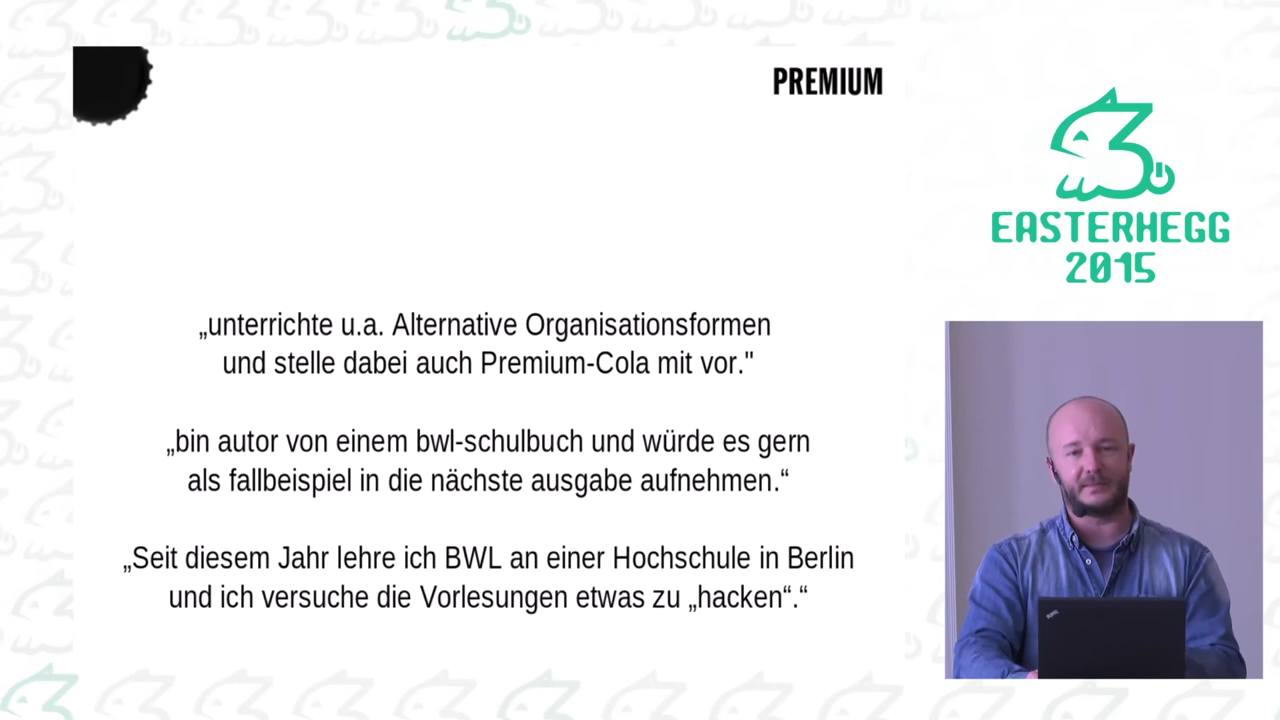 PREMIUM
„unterrichte u.a. Alternative Organisationsformen
und stelle dabei auch Premium-Cola mit vor."
„bin autor von einem bwl-schulbuch und würde es gern
als fallbeispiel in die nächste ausgabe aufnehmen.“
„Seit diesem Jahr lehre ich BWL an einer Hochschule in Berlin
und ich versuche die Vorlesungen etwas zu „hacken“.“
EASTERHEGG
2015